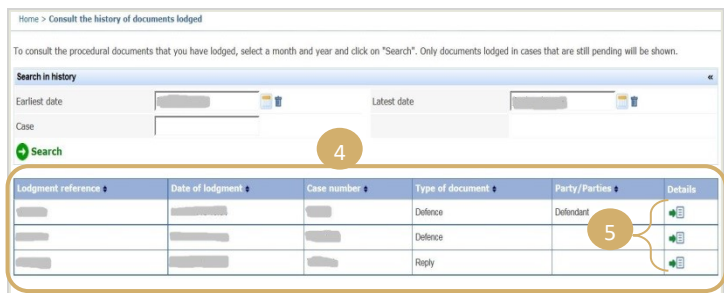 Home > Consult the history of documents lodged
To consult the procedural documents that you have lodged, select a month and year and click on "Search". Only documents lodged in cases that are still pending will be shown.
Search in history «
Earliest date Latest date
Case
Search
4
Lodgment reference Date of lodgment Case number Type of document Party/Parties Details
Defence Defendant
5
Defence
Reply